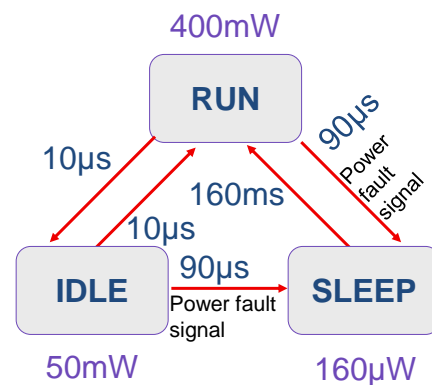 400mW
RUN
10µs
10µs
160ms
90µs
Power
fault
signal
90µs
Power fault
signal
IDLE
SLEEP
50mW
160µW